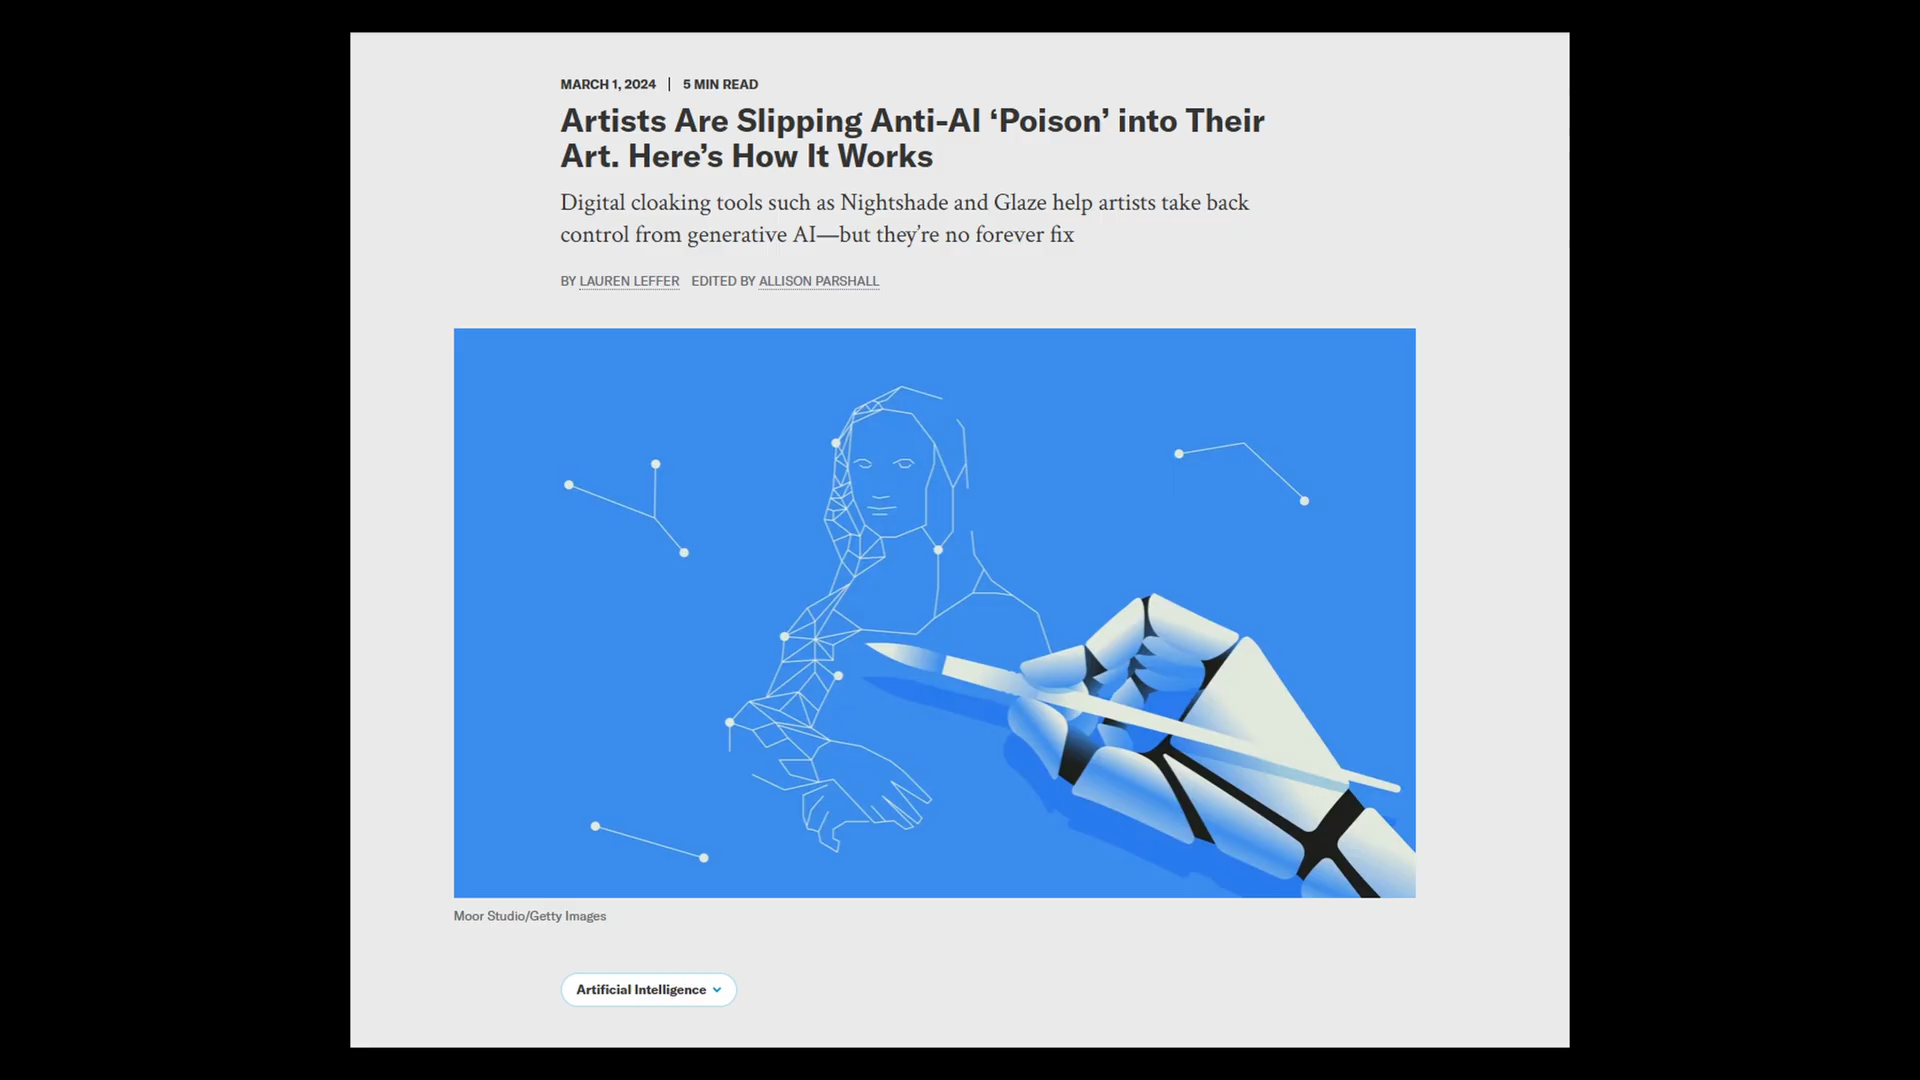 MARCH 1, 2024 | 5 MIN READ
Artists Are Slipping Anti-AI ‘Poison’ into Their
Art. Here’s How It Works
Digital cloaking tools such as Nightshade and Glaze help artists take back
control from generative AI—but they’re no forever fix
BY LAUREN LEFFER EDITED BY ALLISON PARSHALL
Moor Studio/Getty Images
Artificial Intelligence